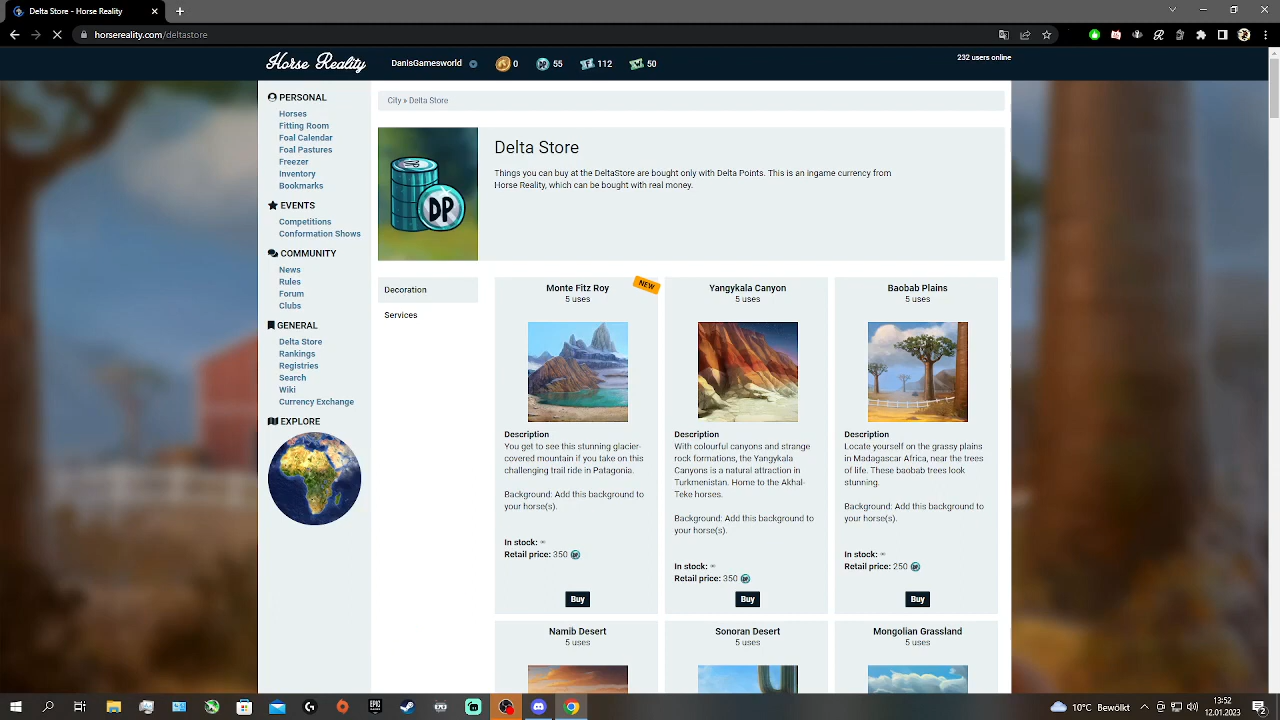 Delta Store - Horse Reality
horsereality.com/deltastore
Horse Reality
DanisGamesworld
0
55
112
50
232 users online
PERSONAL
Horses
Fitting Room
Foal Calendar
Foal Pastures
Freezer
Inventory
Bookmarks
EVENTS
Competitions
Conformation Shows
COMMUNITY
News
Rules
Forum
Clubs
GENERAL
Delta Store
Rankings
Registries
Search
Wiki
Currency Exchange
EXPLORE
City » Delta Store
DP
Delta Store
Things you can buy at the DeltaStore are bought only with Delta Points. This is an ingame currency from
Horse Reality, which can be bought with real money.
Decoration
Services
NEW
Monte Fitz Roy
5 uses
Description
You get to see this stunning glacier-
covered mountain if you take on this
challenging trail ride in Patagonia.
Background: Add this background to
your horse(s).
In stock: ∞
Retail price: 350
Buy
Yangykala Canyon
5 uses
Description
With colourful canyons and strange
rock formations, the Yangykala
Canyons is a natural attraction in
Turkmenistan. Home to the Akhal-
Teke horses.
Background: Add this background to
your horse(s).
In stock: ∞
Retail price: 350
Buy
Baobab Plains
5 uses
Description
Locate yourself on the grassy plains
in Madagascar Africa, near the trees
of life. These baobab trees look
stunning.
Background: Add this background to
your horse(s).
In stock: ∞
Retail price: 250
Buy
Namib Desert
5 uses
Sonoran Desert
5 uses
Mongolian Grassland
5 uses
EPIC
10°C Bewölkt
13:52
12.01.2023